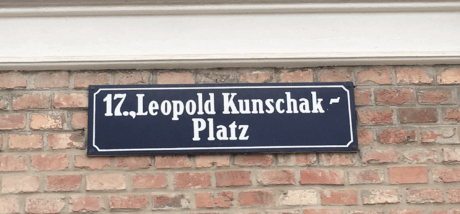 17.,Leopold Kunschak-
Platz